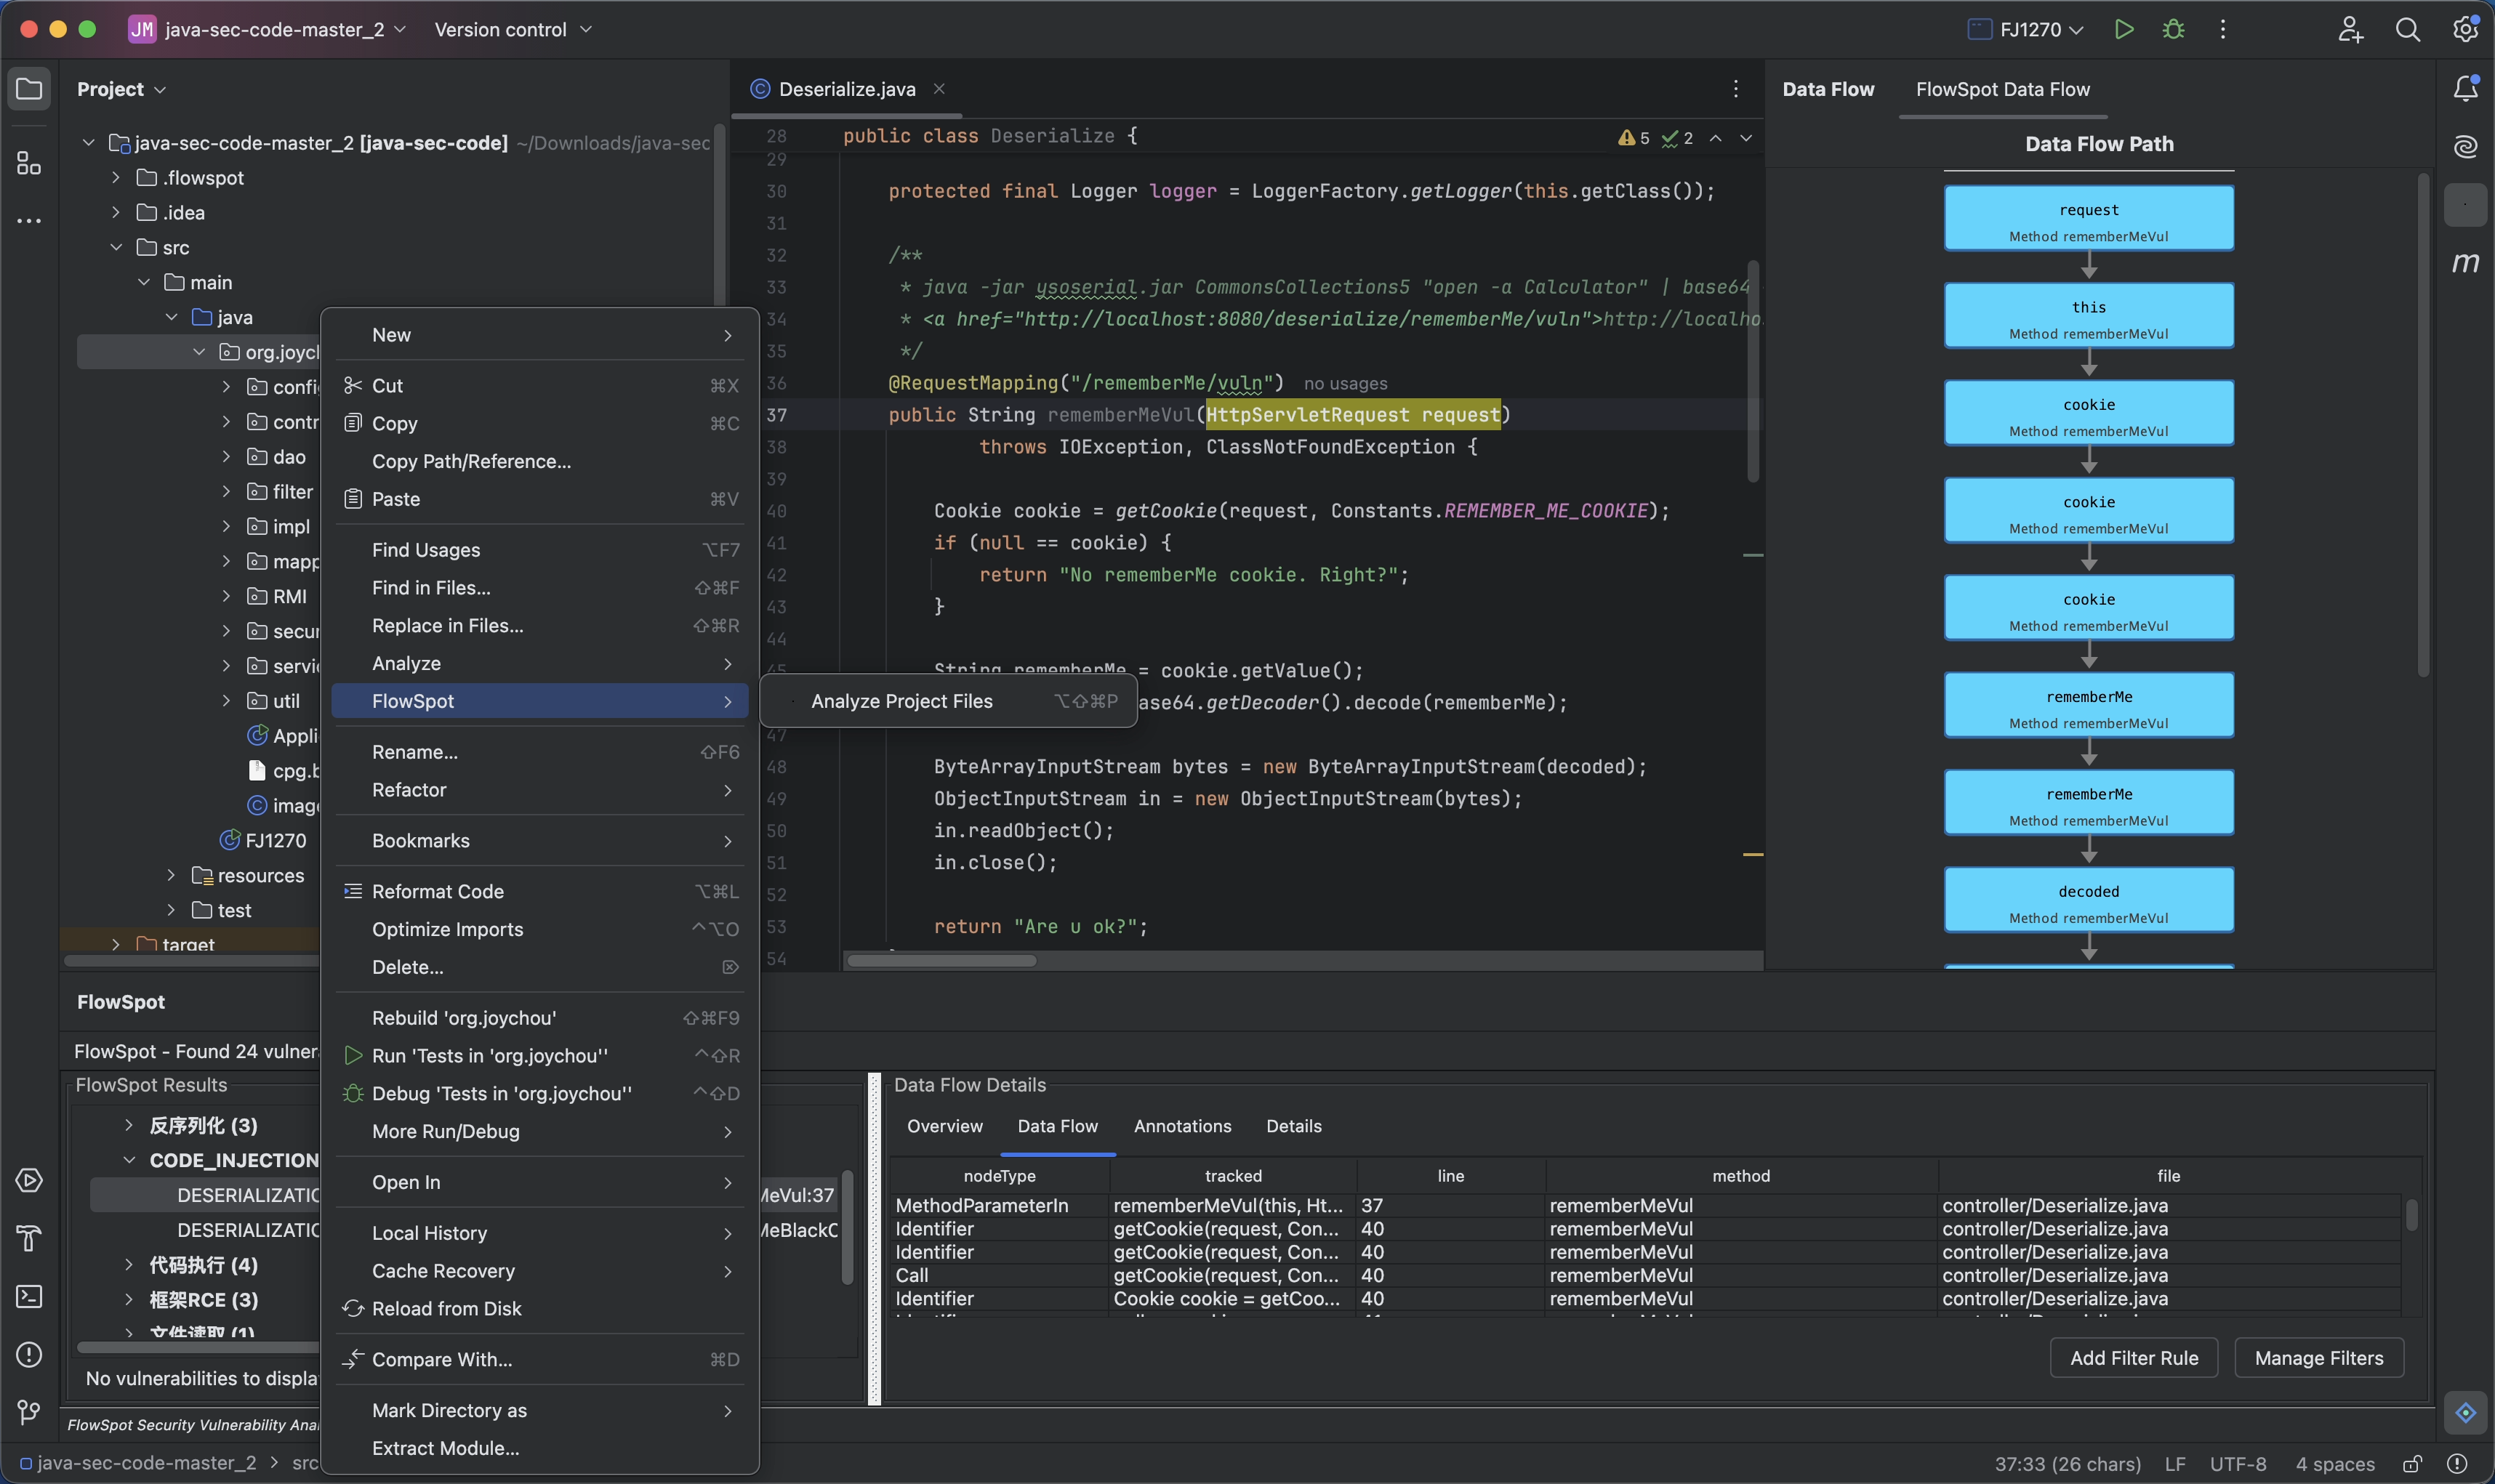 JM java-sec-code-master_2 Version control FJ1270
Project
java-sec-code-master_2 [java-sec-code] ~/Downloads/java-sec
.flowspot
.idea
src
main
java
org.joycl
confi
contr
dao
filter
impl
mapp
RMI
secur
servic
util
Appli
cpg.b
image
FJ1270
resources
test
target
New
Cut ⌘X
Copy ⌘C
Copy Path/Reference...
Paste ⌘V
Find Usages ⌥F7
Find in Files... ⇧⌘F
Replace in Files... ⇧⌘R
Analyze
FlowSpot
Rename... ⇧F6
Refactor
Bookmarks
Reformat Code ⌥⌘L
Optimize Imports ^⌥O
Delete... ⌦
Rebuild 'org.joychou' ⇧⌘F9
Run 'Tests in 'org.joychou'' ^⇧R
Debug 'Tests in 'org.joychou'' ^⇧D
More Run/Debug
Open In
Local History
Cache Recovery
Reload from Disk
Compare With... ⌘D
Mark Directory as
Extract Module...
Analyze Project Files ⌥⇧⌘P
Deserialize.java
5 2
28 public class Deserialize {
29
30 protected final Logger logger = LoggerFactory.getLogger(this.getClass());
31
32 /**
33 * java -jar ysoserial.jar CommonsCollections5 "open -a Calculator" | base64
34 * <a href="http://localhost:8080/deserialize/rememberMe/vuln">http://localho
35 */
36 @RequestMapping("/rememberMe/vuln") no usages
37 public String rememberMeVul(HttpServletRequest request)
38 throws IOException, ClassNotFoundException {
39
40 Cookie cookie = getCookie(request, Constants.REMEMBER_ME_COOKIE);
41 if (null == cookie) {
42 return "No rememberMe cookie. Right?";
43 }
44
45 String rememberMe = cookie.getValue();
ase64.getDecoder().decode(rememberMe);
47
48 ByteArrayInputStream bytes = new ByteArrayInputStream(decoded);
49 ObjectInputStream in = new ObjectInputStream(bytes);
50 in.readObject();
51 in.close();
52
53 return "Are u ok?";
54
Data Flow FlowSpot Data Flow
Data Flow Path
request
Method rememberMeVul
this
Method rememberMeVul
cookie
Method rememberMeVul
cookie
Method rememberMeVul
cookie
Method rememberMeVul
rememberMe
Method rememberMeVul
rememberMe
Method rememberMeVul
decoded
Method rememberMeVul
m
FlowSpot
FlowSpot - Found 24 vulner
FlowSpot Results
反序列化 (3)
CODE_INJECTION
DESERIALIZATIO MeVul:37
DESERIALIZATIO MeBlackC
代码执行 (4)
框架RCE (3)
文件读取 (1)
No vulnerabilities to displa
FlowSpot Security Vulnerability Ana
Data Flow Details
Overview Data Flow Annotations Details
nodeType tracked line method file
MethodParameterIn rememberMeVul(this, Ht... 37 rememberMeVul controller/Deserialize.java
Identifier getCookie(request, Con... 40 rememberMeVul controller/Deserialize.java
Identifier getCookie(request, Con... 40 rememberMeVul controller/Deserialize.java
Call getCookie(request, Con... 40 rememberMeVul controller/Deserialize.java
Identifier Cookie cookie = getCoo... 40 rememberMeVul controller/Deserialize.java
Add Filter Rule Manage Filters
java-sec-code-master_2 > src
37:33 (26 chars) LF UTF-8 4 spaces